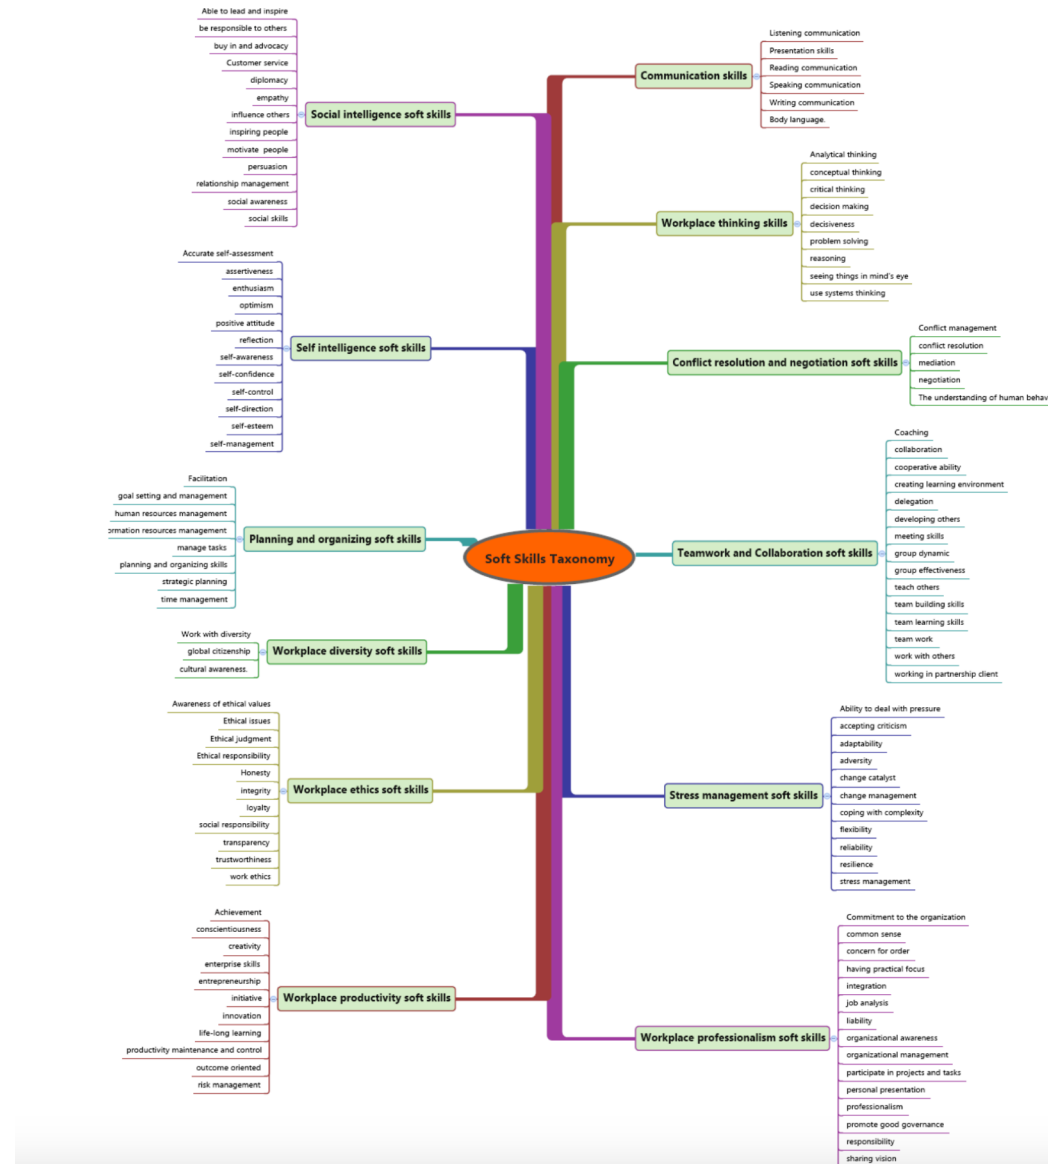 Soft Skills Taxonomy
Communication skills
Listening communication
Presentation skills
Reading communication
Speaking communication
Writing communication
Body language.
Workplace thinking skills
Analytical thinking
conceptual thinking
critical thinking
decision making
decisiveness
problem solving
reasoning
seeing things in mind's eye
use systems thinking
Conflict resolution and negotiation soft skills
Conflict management
conflict resolution
mediation
negotiation
The understanding of human behav
Teamwork and Collaboration soft skills
Coaching
collaboration
cooperative ability
creating learning environment
delegation
developing others
meeting skills
group dynamic
group effectiveness
teach others
team building skills
team learning skills
team work
work with others
working in partnership client
Stress management soft skills
Ability to deal with pressure
accepting criticism
adaptability
adversity
change catalyst
change management
coping with complexity
flexibility
reliability
resilience
stress management
Workplace professionalism soft skills
Commitment to the organization
common sense
concern for order
having practical focus
integration
job analysis
liability
organizational awareness
organizational management
participate in projects and tasks
personal presentation
professionalism
promote good governance
responsibility
sharing vision
Social intelligence soft skills
Able to lead and inspire
be responsible to others
buy in and advocacy
Customer service
diplomacy
empathy
influence others
inspiring people
motivate people
persuasion
relationship management
social awareness
social skills
Self intelligence soft skills
Accurate self-assessment
assertiveness
enthusiasm
optimism
positive attitude
reflection
self-awareness
self-confidence
self-control
self-direction
self-esteem
self-management
Planning and organizing soft skills
Facilitation
goal setting and management
human resources management
ormation resources management
manage tasks
planning and organizing skills
strategic planning
time management
Workplace diversity soft skills
Work with diversity
global citizenship
cultural awareness.
Workplace ethics soft skills
Awareness of ethical values
Ethical issues
Ethical judgment
Ethical responsibility
Honesty
integrity
loyalty
social responsibility
transparency
trustworthiness
work ethics
Workplace productivity soft skills
Achievement
conscientiousness
creativity
enterprise skills
entrepreneurship
initiative
innovation
life-long learning
productivity maintenance and control
outcome oriented
risk management